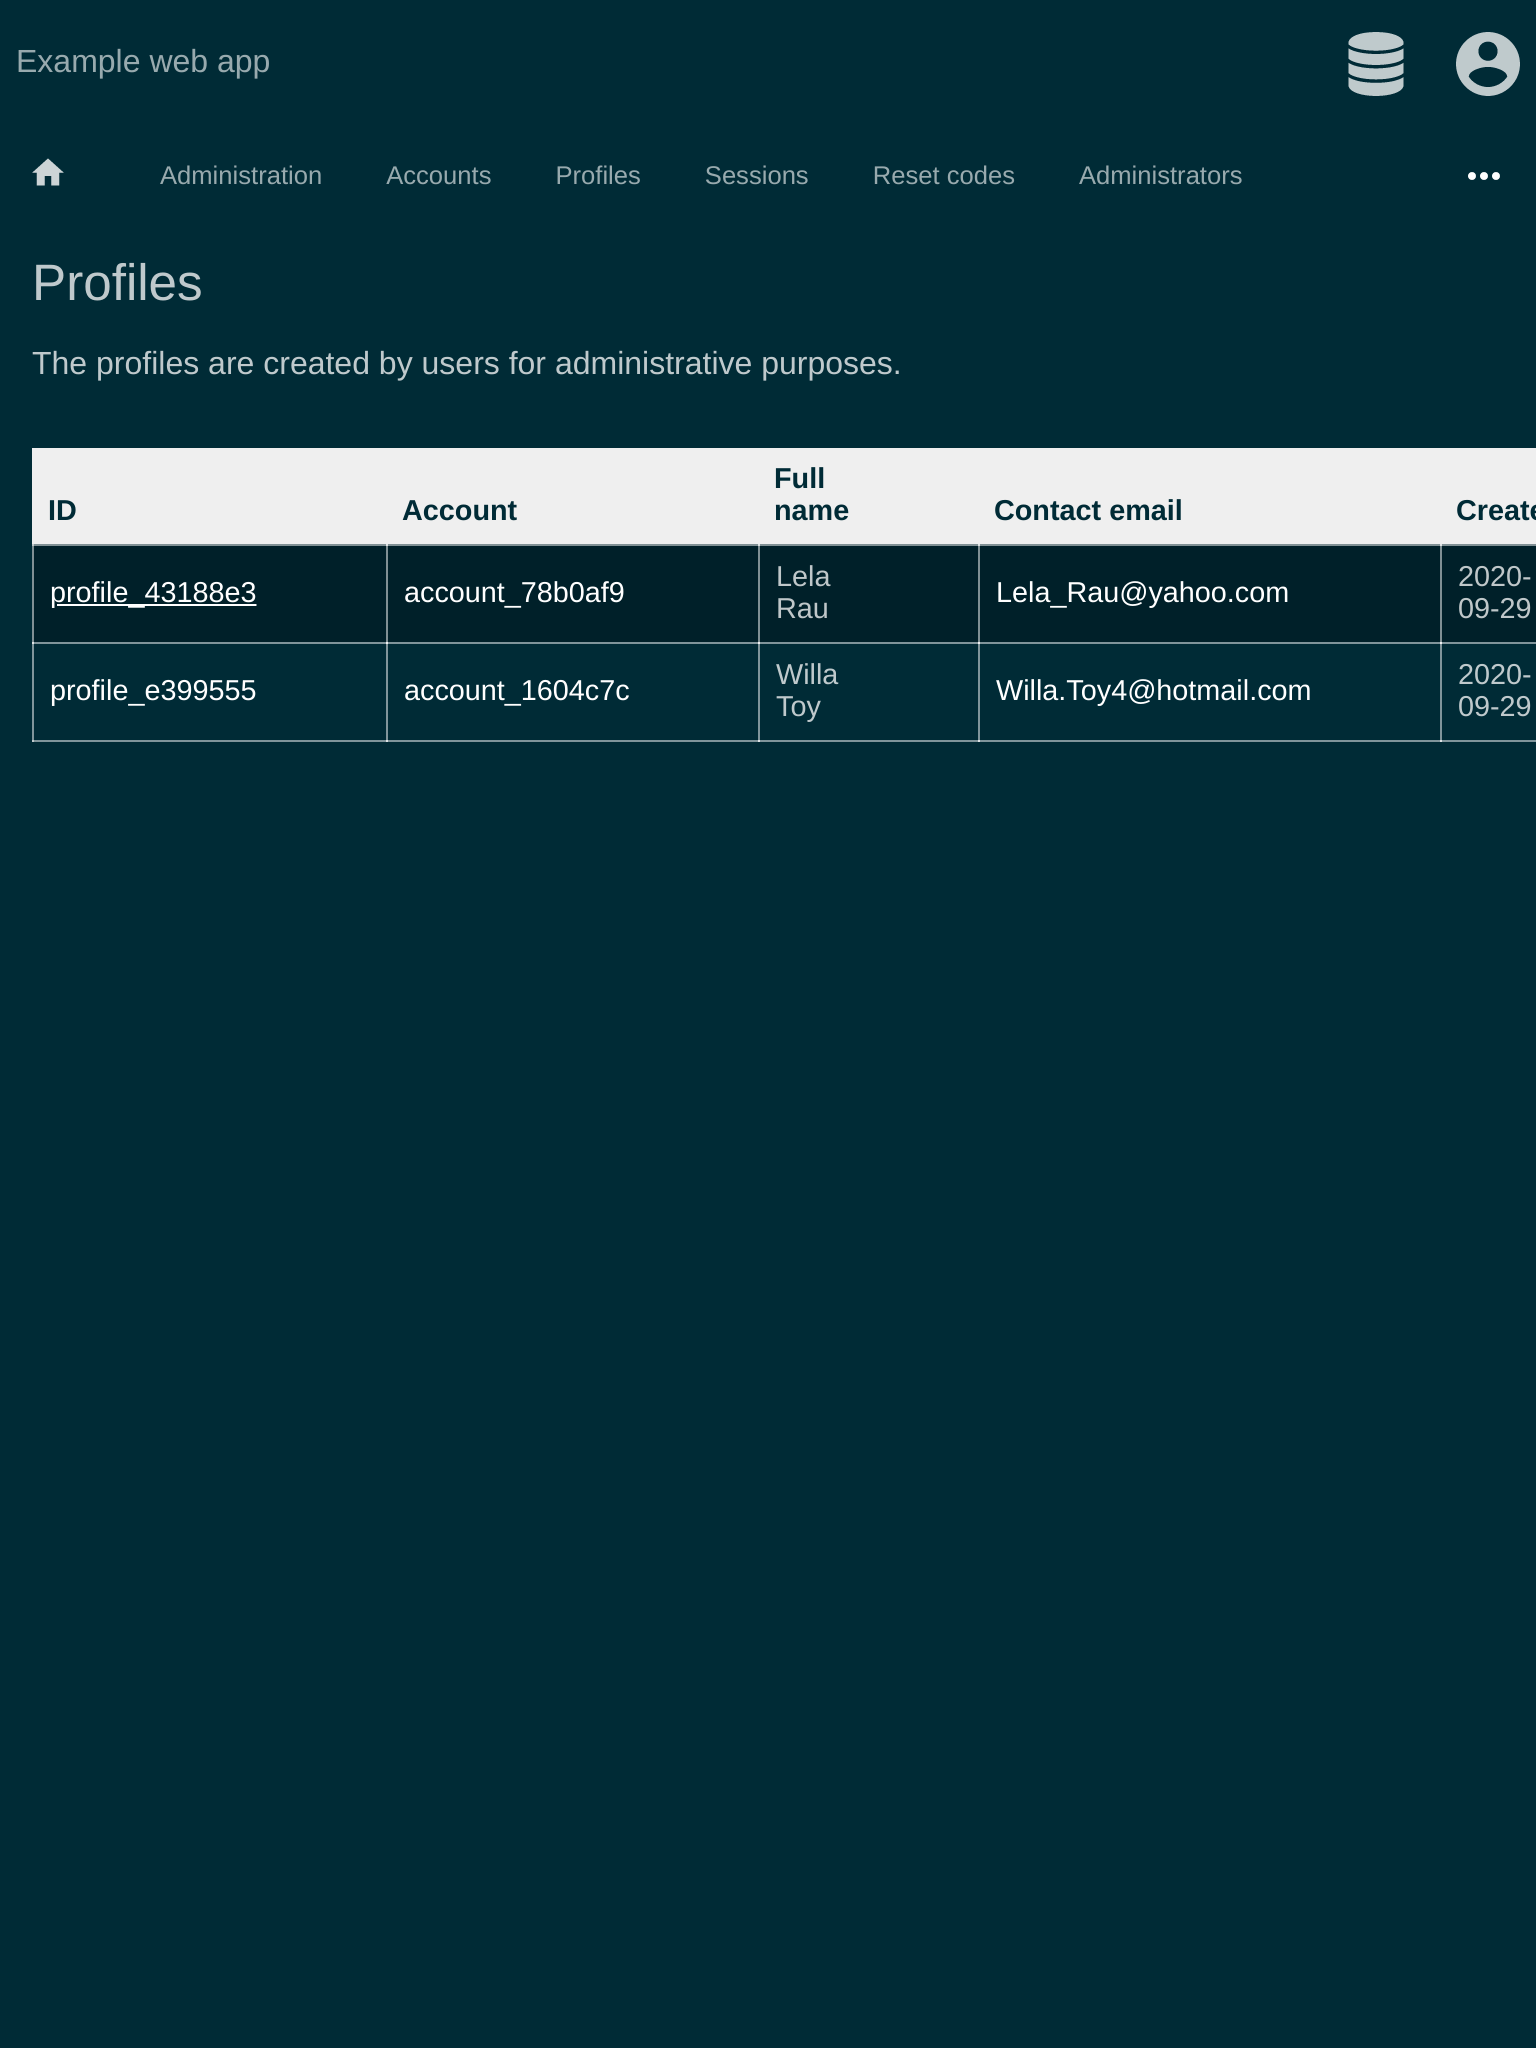 Example web app
Administration Accounts Profiles Sessions Reset codes Administrators
Profiles
The profiles are created by users for administrative purposes.
ID Account Full name Contact email
profile_43188e3 account_78b0af9 Lela Rau Lela_Rau@yahoo.com 2020-09-29
profile_e399555 account_1604c7c Willa Toy Willa.Toy4@hotmail.com 2020-09-29